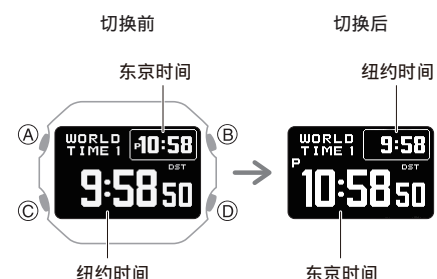 切换前
切换后
东京时间
纽约时间
A
B
WORLD
TIME 1
P10:58
DST
9:58 50
WORLD
TIME 1
9:58
DST
P
10:58 50
C
D
纽约时间
东京时间